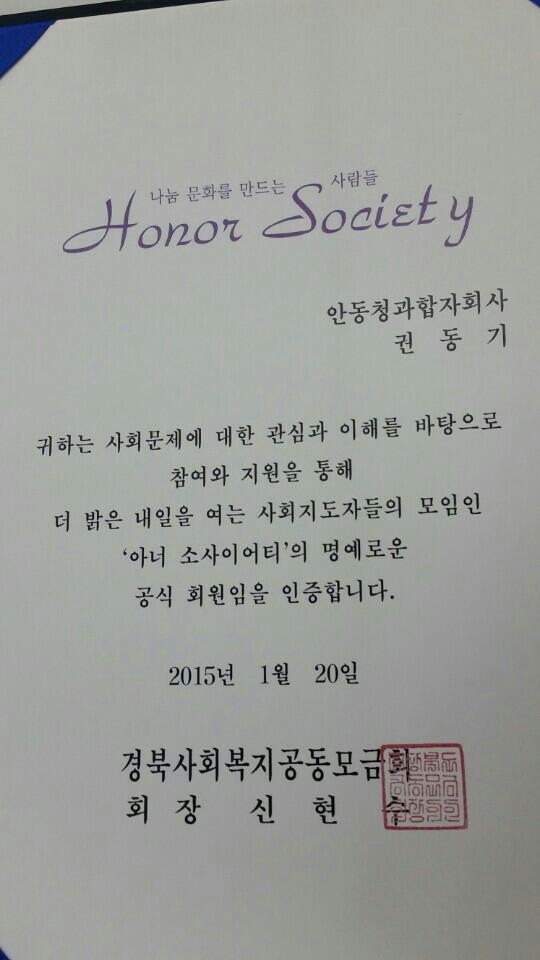 나눔 문화를 만드는 사람들
Honor Society
안동청과합자회사
권 동 기
귀하는 사회문제에 대한 관심과 이해를 바탕으로
참여와 지원을 통해
더 밝은 내일을 여는 사회지도자들의 모임인
‘아너 소사이어티’의 명예로운
공식 회원임을 인증합니다.
2015년 1월 20일
경북사회복지공동모금회
회 장 신 현 수